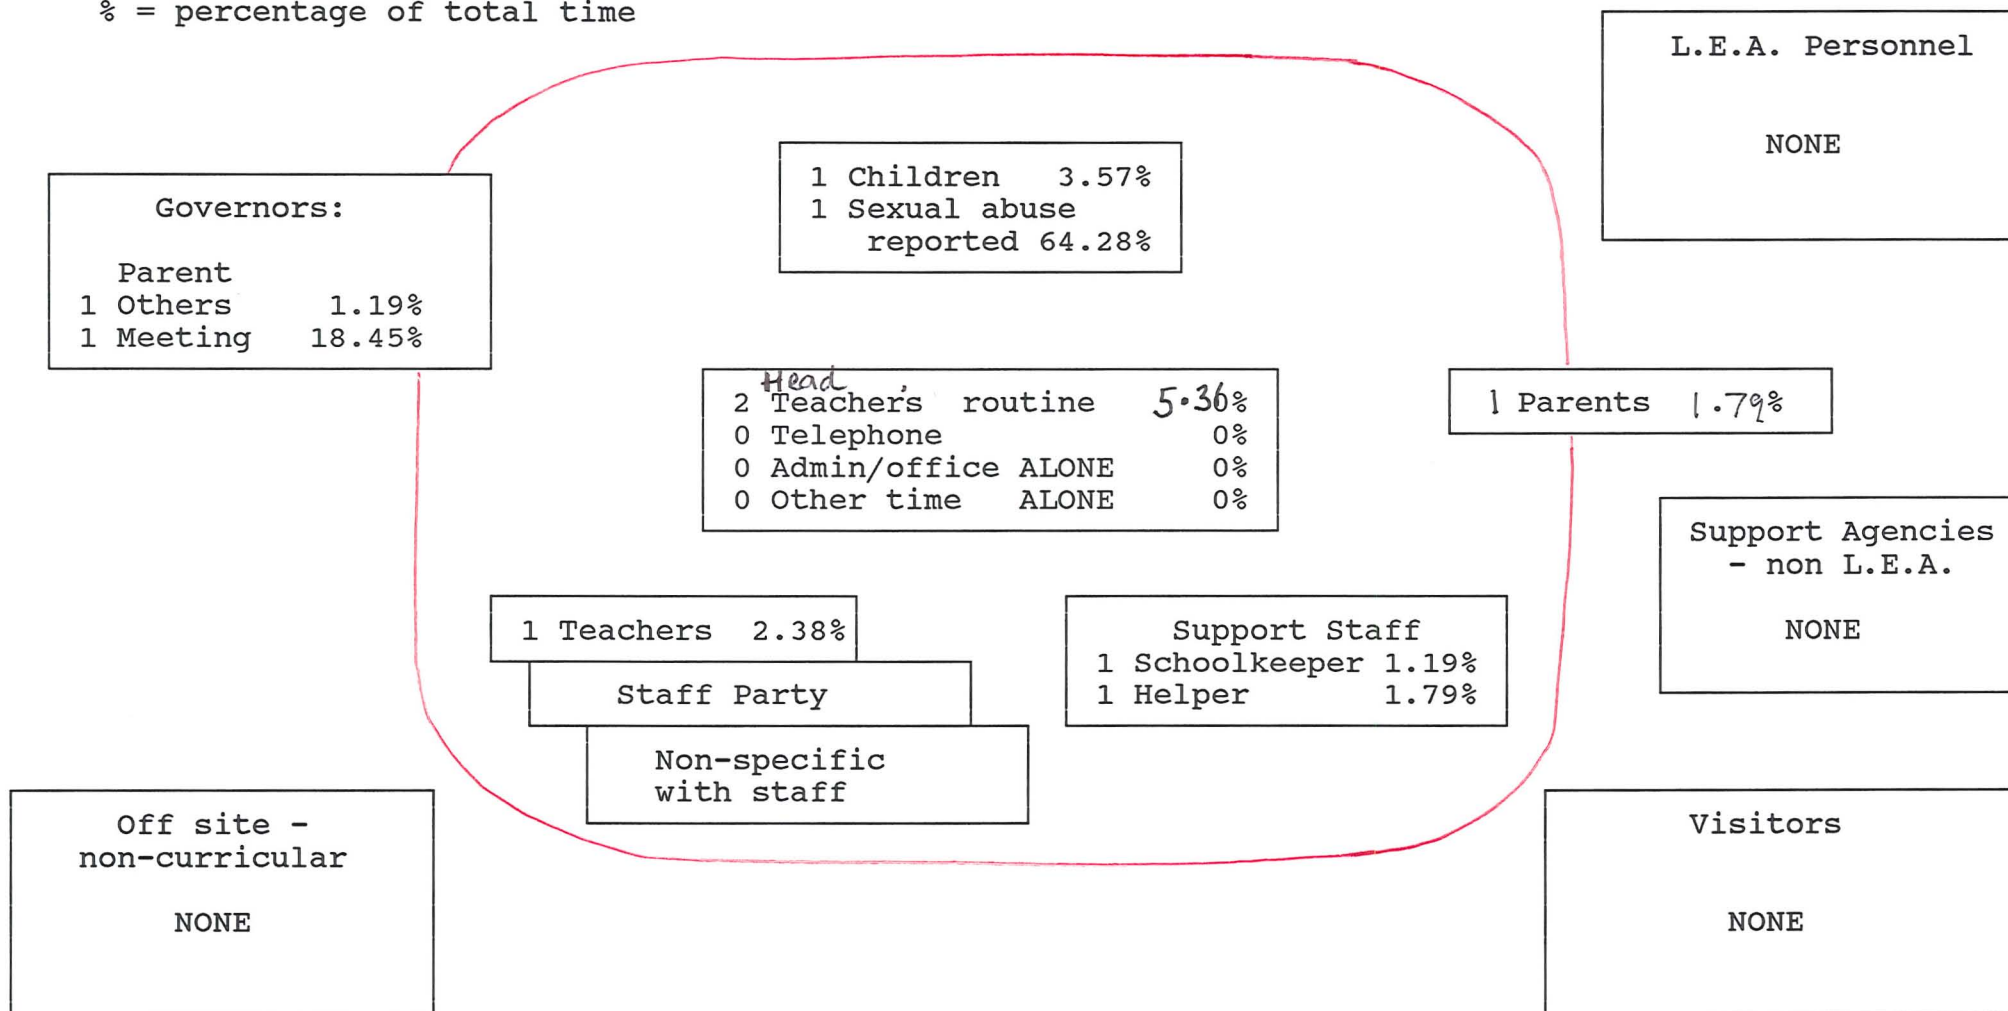 % = percentage of total time
L.E.A. Personnel
NONE
1 Children 3.57%
1 Sexual abuse
reported 64.28%
Governors:
Parent
1 Others 1.19%
1 Meeting 18.45%
Head
2 Teacher's routine 5.36%
0 Telephone 0%
0 Admin/office ALONE 0%
0 Other time ALONE 0%
1 Parents 1.79%
Support Agencies
- non L.E.A.
NONE
1 Teachers 2.38%
Staff Party
Non-specific
with staff
Support Staff
1 Schoolkeeper 1.19%
1 Helper 1.79%
Off site -
non-curricular
NONE
Visitors
NONE